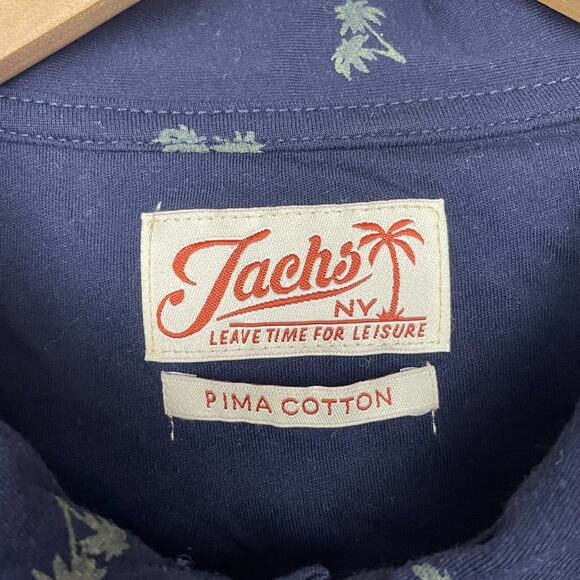 Jachs
NY
LEAVE TIME FOR LEISURE
PIMA COTTON